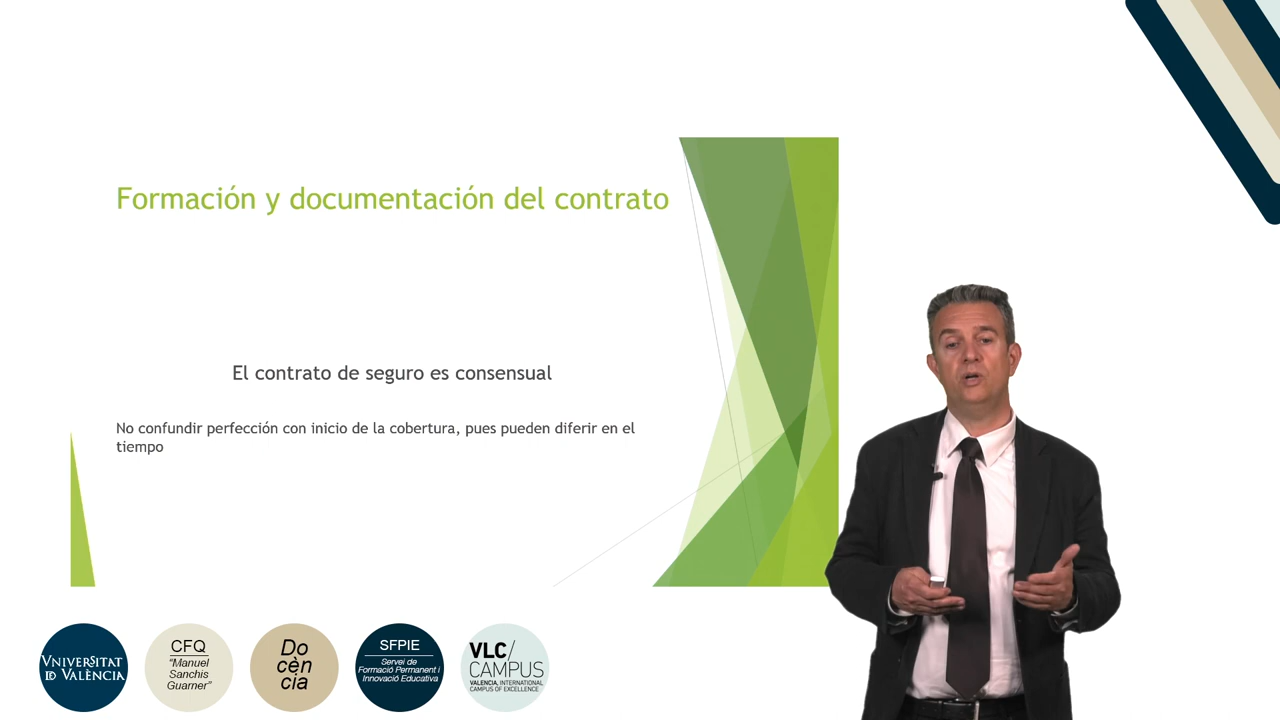 Formación y documentación del contrato
El contrato de seguro es consensual
No confundir perfección con inicio de la cobertura, pues pueden diferir en el
tiempo
VNIVERSITAT
ID VALÈNCIA
CFQ
"Manuel
Sanchis
Guarner"
Do
cèn
cia
SFPIE
Servei de
Formació Permanent i
Innovació Educativa
VLC/
CAMPUS
VALENCIA, INTERNATIONAL
CAMPUS OF EXCELLENCE